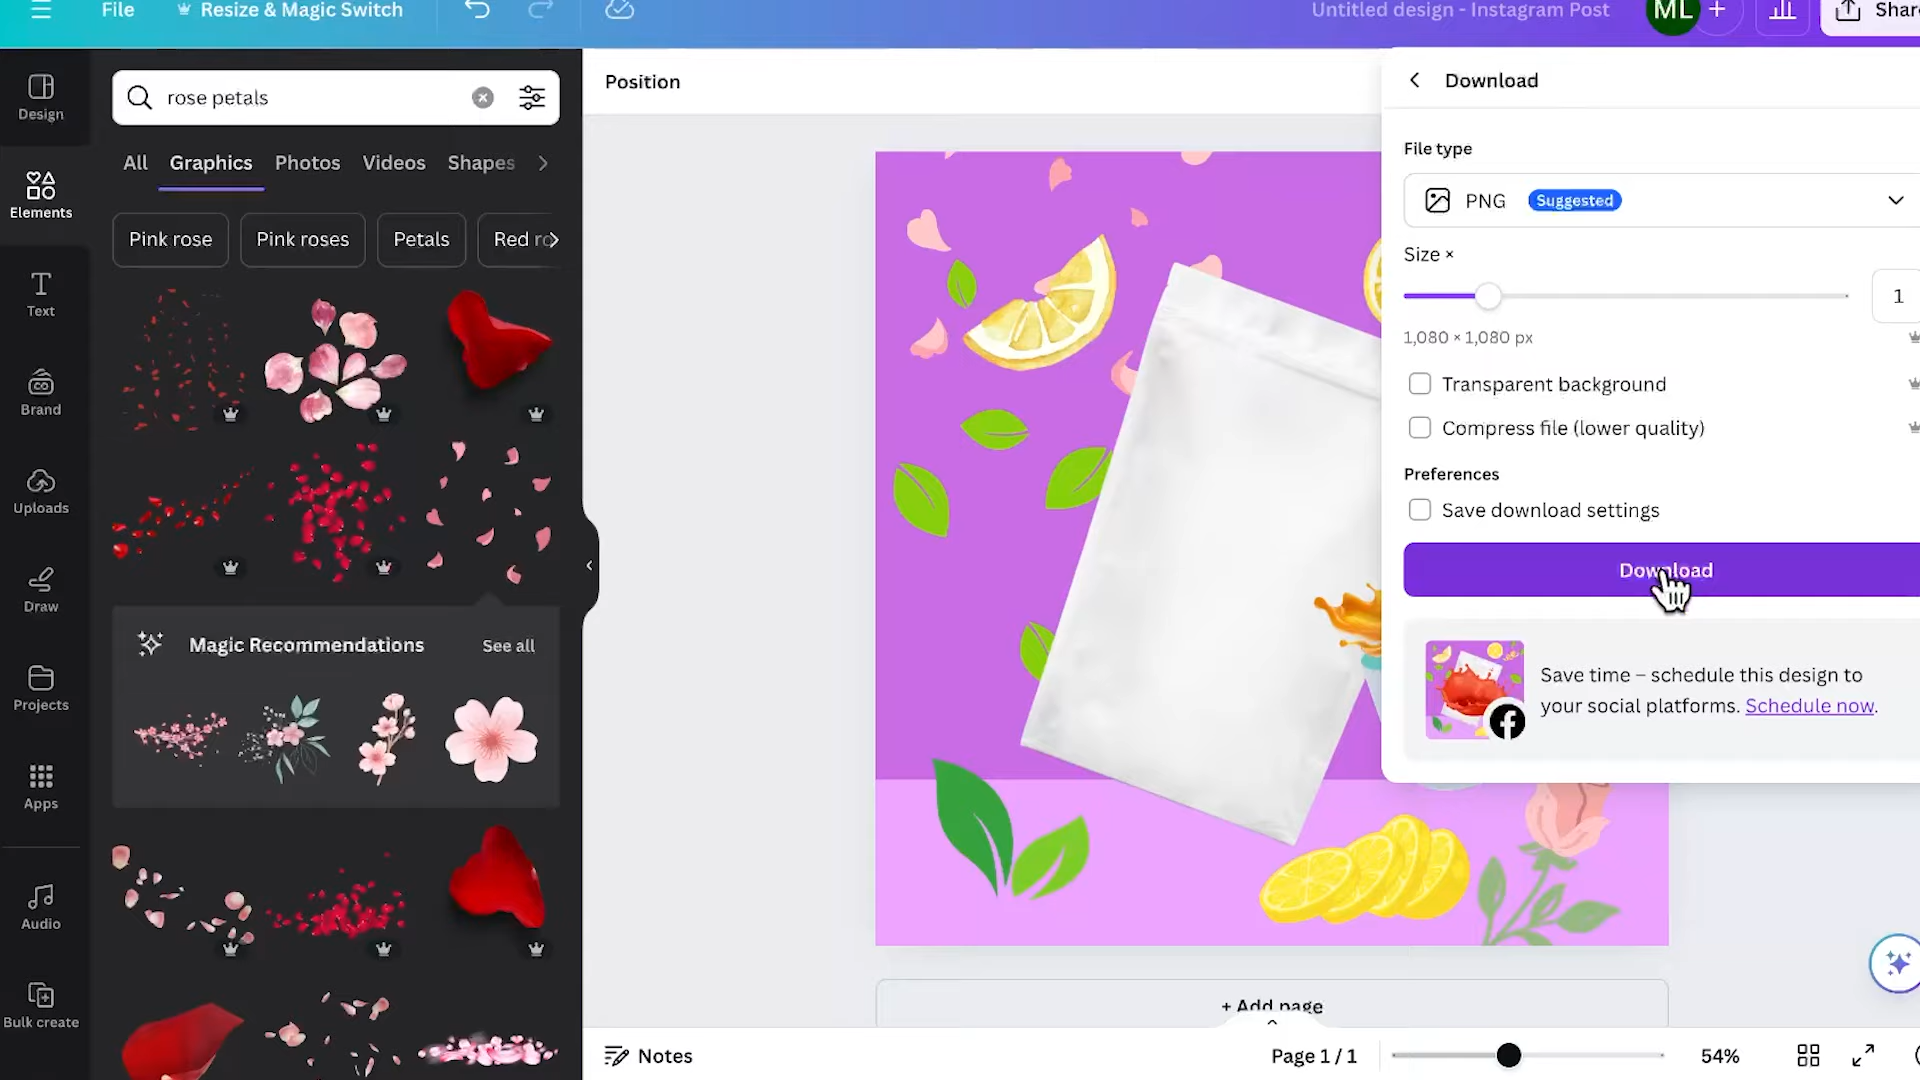 File
Resize & Magic Switch
Untitled design - Instagram Post
ML
+
Share
Design
Elements
Text
Brand
Uploads
Draw
Projects
Apps
Audio
Bulk create
rose petals
All
Graphics
Photos
Videos
Shapes
Pink rose
Pink roses
Petals
Magic Recommendations
See all
Position
Download
File type
PNG
Suggested
Size ×
1
1,080 × 1,080 px
Transparent background
Compress file (lower quality)
Preferences
Save download settings
Download
Save time – schedule this design to
your social platforms. Schedule now.
+ Add page
Notes
Page 1 / 1
54%